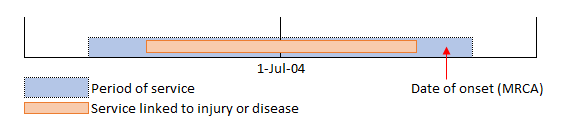 1-Jul-04
Period of service
Date of onset (MRCA)
Service linked to injury or disease